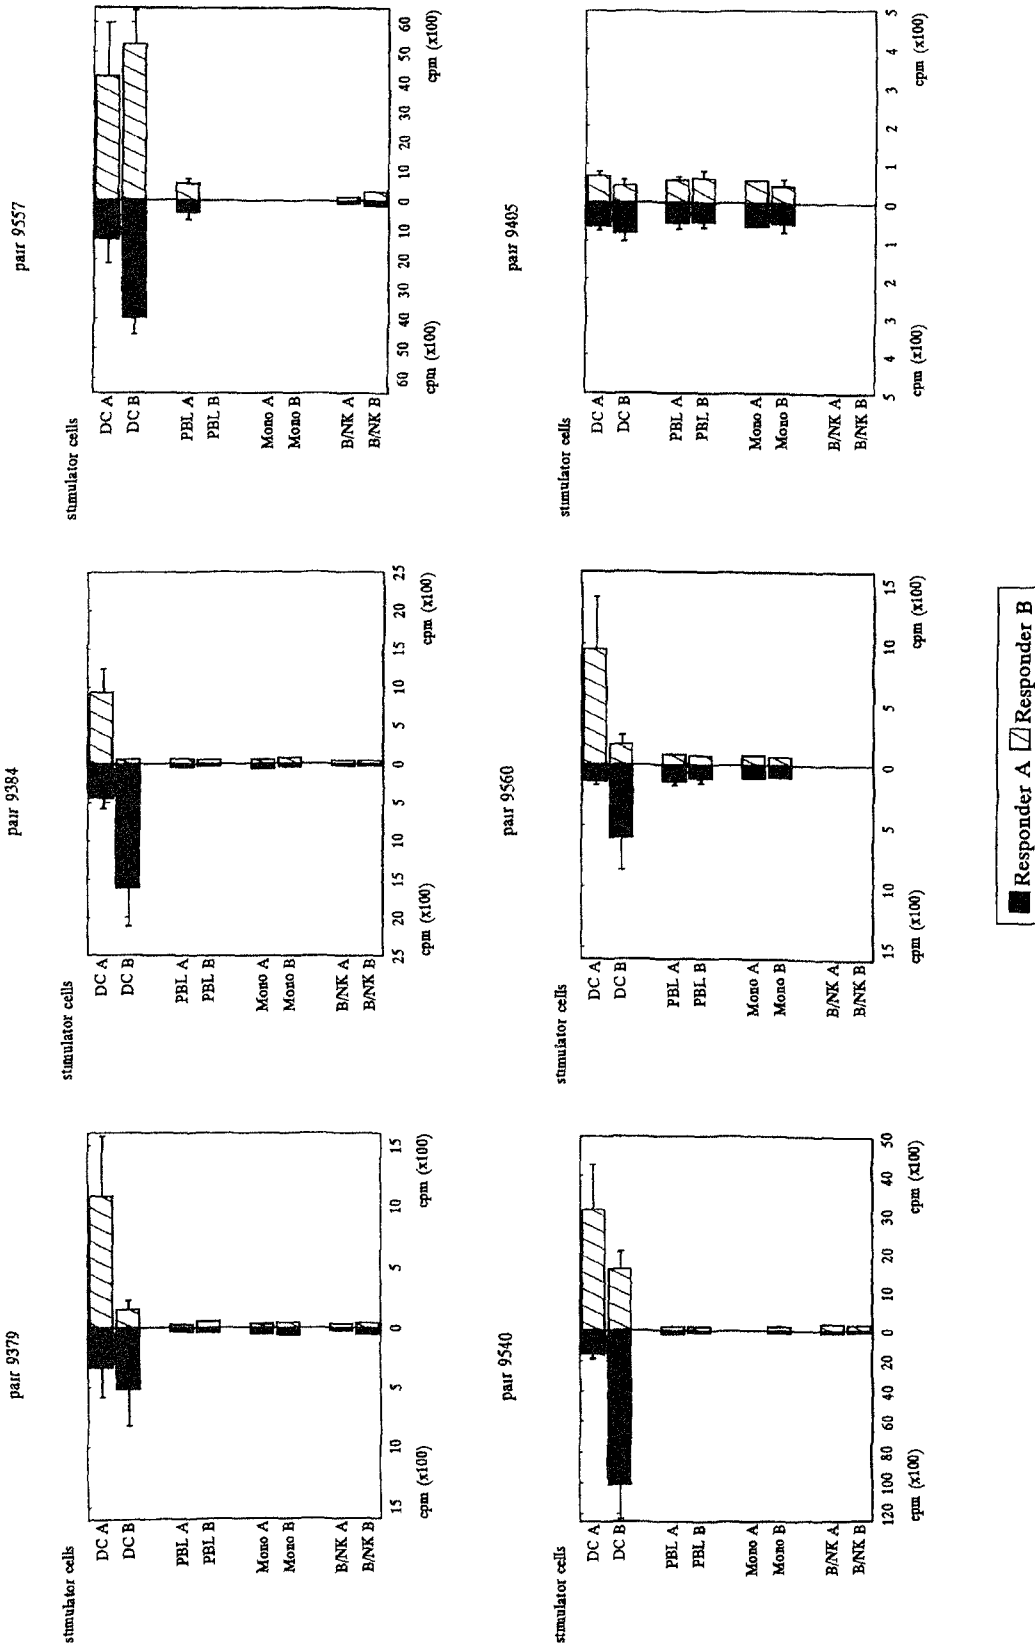 pair 9379
stimulator cells
DC A
DC B
PBL A
PBL B
Mono A
Mono B
B/NK A
B/NK B
15 10 5 0 5 10 15
cpm (x100) cpm (x100)
pair 9384
stimulator cells
DC A
DC B
PBL A
PBL B
Mono A
Mono B
B/NK A
B/NK B
25 20 15 10 5 0 5 10 15 20 25
cpm (x100) cpm (x100)
pair 9557
stimulator cells
DC A
DC B
PBL A
PBL B
Mono A
Mono B
B/NK A
B/NK B
60 50 40 30 20 10 0 10 20 30 40 50 60
cpm (x100) cpm (x100)
pair 9540
stimulator cells
DC A
DC B
PBL A
PBL B
Mono A
Mono B
B/NK A
B/NK B
120 100 80 60 40 20 0 10 20 30 40 50
cpm (x100) cpm (x100)
pair 9560
stimulator cells
DC A
DC B
PBL A
PBL B
Mono A
Mono B
B/NK A
B/NK B
15 10 5 0 5 10 15
cpm (x100) cpm (x100)
pair 9405
stimulator cells
DC A
DC B
PBL A
PBL B
Mono A
Mono B
B/NK A
B/NK B
5 4 3 2 1 0 1 2 3 4 5
cpm (x100) cpm (x100)
Responder A Responder B